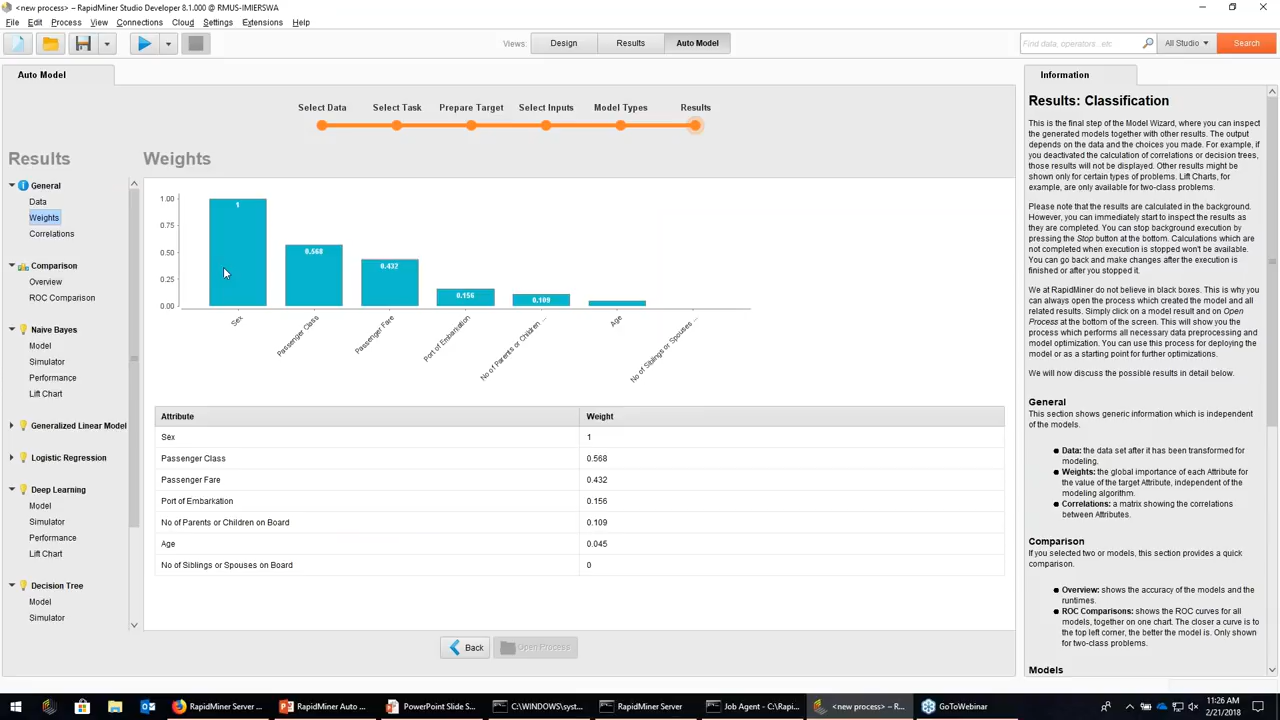 <new process> – RapidMiner Studio Developer 8.1.000 @ RMUS-IMIERSWA
File Edit Process View Connections Cloud Settings Extensions Help
Views: Design Results Auto Model
Find data, operators...etc All Studio Search
Auto Model
Select Data Select Task Prepare Target Select Inputs Model Types Results
Results
General
Data
Weights
Correlations
Comparison
Overview
ROC Comparison
Naive Bayes
Model
Simulator
Performance
Lift Chart
Generalized Linear Model
Logistic Regression
Deep Learning
Model
Simulator
Performance
Lift Chart
Decision Tree
Model
Simulator
Weights
1.00
0.75
0.50
0.25
0.00
1
0.568
0.432
0.156
0.109
Sex
Passenger Class
Passenger Fare
Port of Embarkation
No of Parents or Children ...
Age
No of Siblings or Spouses ...
Attribute Weight
Sex 1
Passenger Class 0.568
Passenger Fare 0.432
Port of Embarkation 0.156
No of Parents or Children on Board 0.109
Age 0.045
No of Siblings or Spouses on Board 0
Back Open Process
Information
Results: Classification
This is the final step of the Model Wizard, where you can inspect
the generated models together with other results. The output
depends on the data and the choices you made. For example, if
you deactivated the calculation of correlations or decision trees,
those results will not be displayed. Other results might be
shown only for certain types of problems. Lift Charts, for
example, are only available for two-class problems.
Please note that the results are calculated in the background.
However, you can immediately start to inspect the results as
they are completed. You can stop background execution by
pressing the Stop button at the bottom. Calculations which are
not completed when execution is stopped won't be available.
You can go back and make changes after the execution is
finished or after you stopped it.
We at RapidMiner do not believe in black boxes. This is why you
can always open the process which created the model and all
related results. Simply click on a model result and on Open
Process at the bottom of the screen. This will show you the
process which performs all necessary data preprocessing and
model optimization. You can use this process for deploying the
model or as a starting point for further optimizations.
We will now discuss the possible results in detail below.
General
This section shows generic information which is independent
of the models.
Data: the data set after it has been transformed for
modeling.
Weights: the global importance of each Attribute for
the value of the target Attribute, independent of the
modeling algorithm.
Correlations: a matrix showing the correlations
between Attributes.
Comparison
If you selected two or models, this section provides a quick
comparison.
Overview: shows the accuracy of the models and the
runtimes.
ROC Comparisons: shows the ROC curves for all
models, together on one chart. The closer a curve is to
the top left corner, the better the model is. Only shown
for two-class problems.
Models
RapidMiner Server ... RapidMiner Auto ... PowerPoint Slide S... C:\WINDOWS\syst... RapidMiner Server Job Agent - C:\Rapi... <new process> – R... GoToWebinar
11:26 AM
2/21/2018